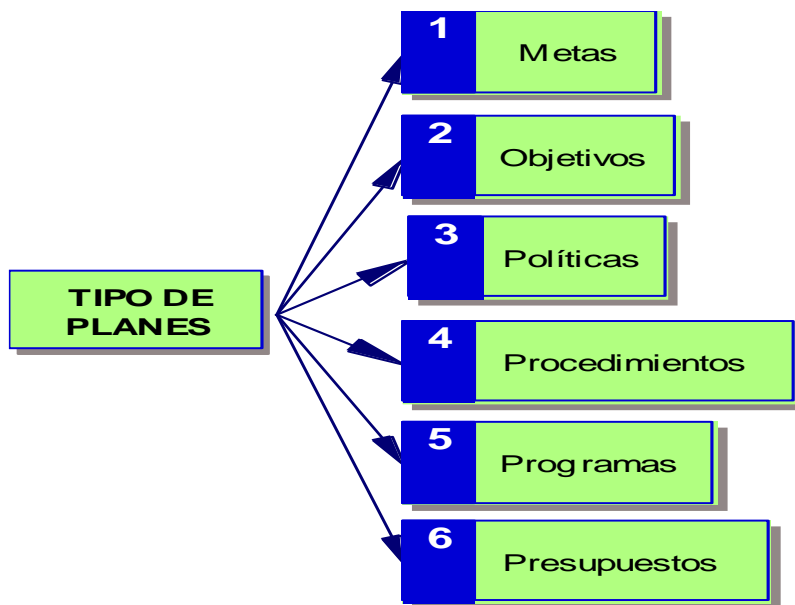 TIPO DE
PLANES
1
Metas
2
Objetivos
3
Políticas
4
Procedimientos
5
Programas
6
Presupuestos